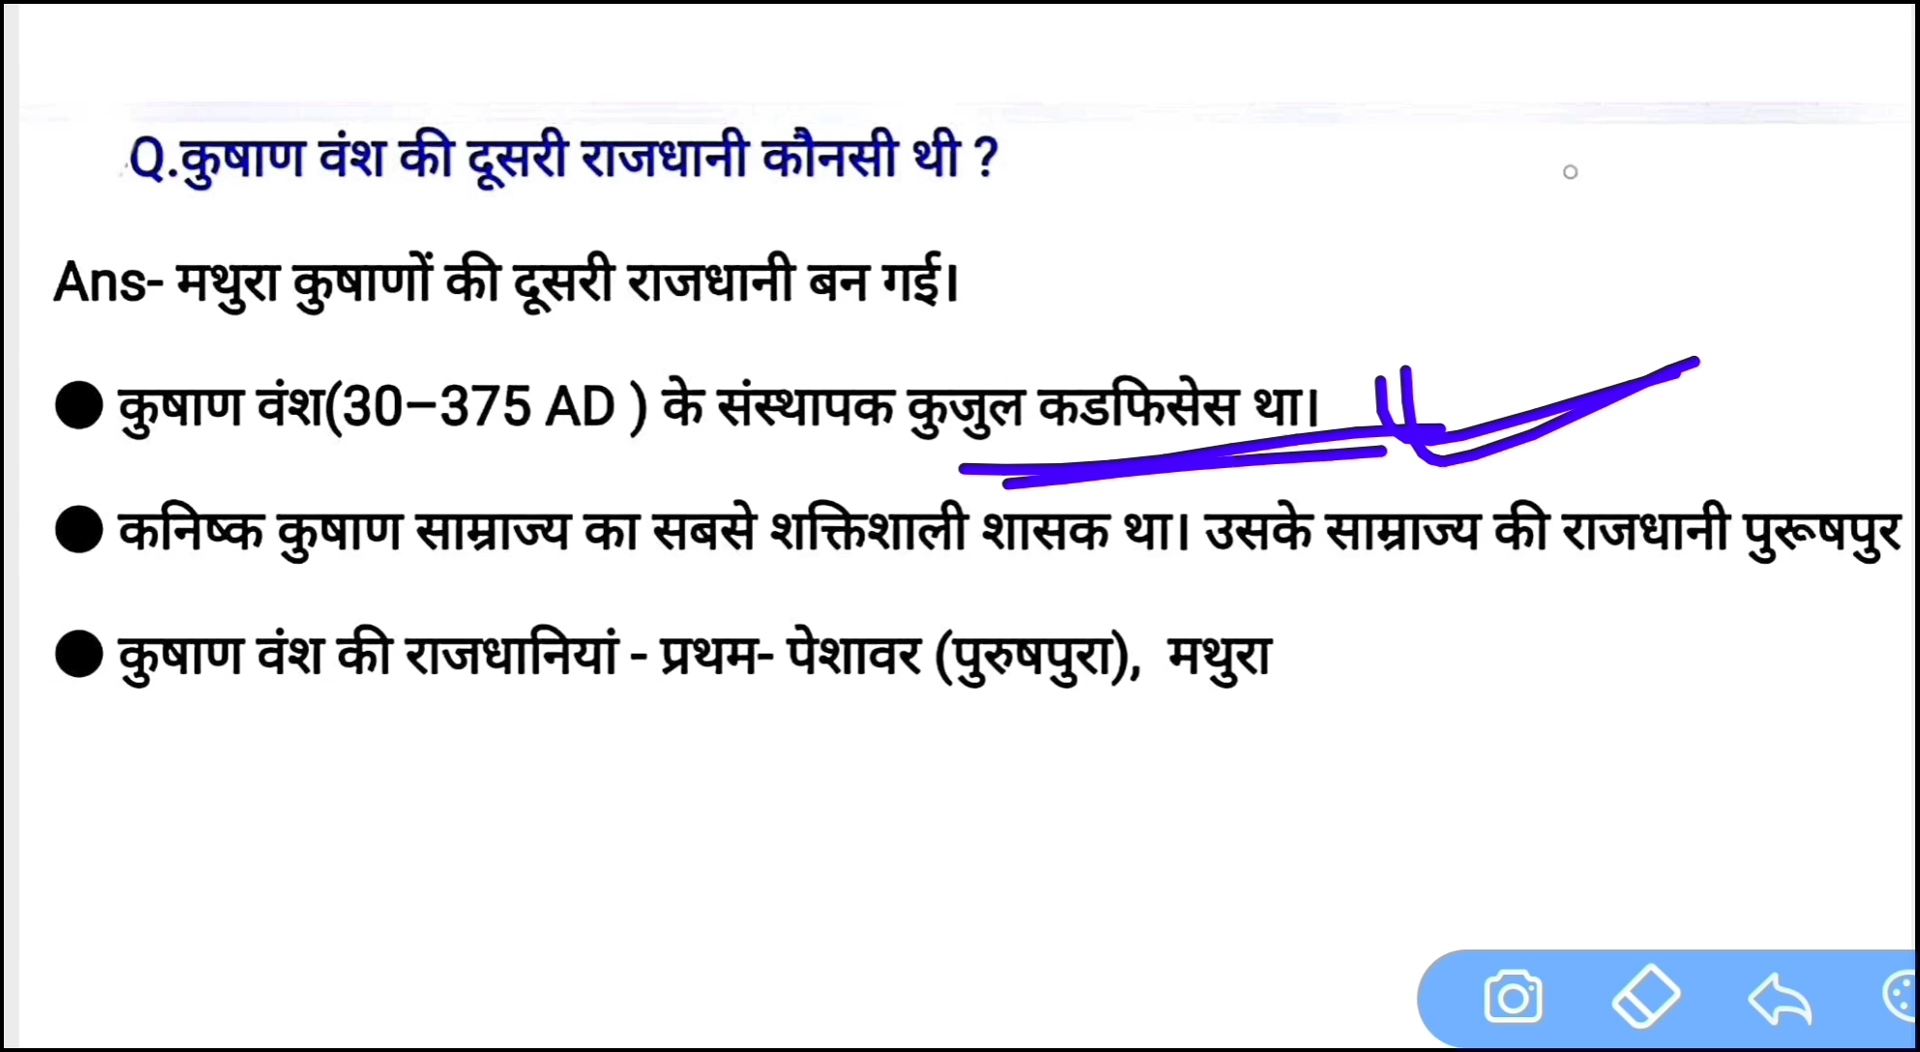 Q.कुषाण वंश की दूसरी राजधानी कौनसी थी ?
Ans- मथुरा कुषाणों की दूसरी राजधानी बन गई।
● कुषाण वंश(30–375 AD ) के संस्थापक कुजुल कडफिसेस था।
● कनिष्क कुषाण साम्राज्य का सबसे शक्तिशाली शासक था। उसके साम्राज्य की राजधानी पुरूषपुर
● कुषाण वंश की राजधानियां - प्रथम- पेशावर (पुरुषपुरा), मथुरा